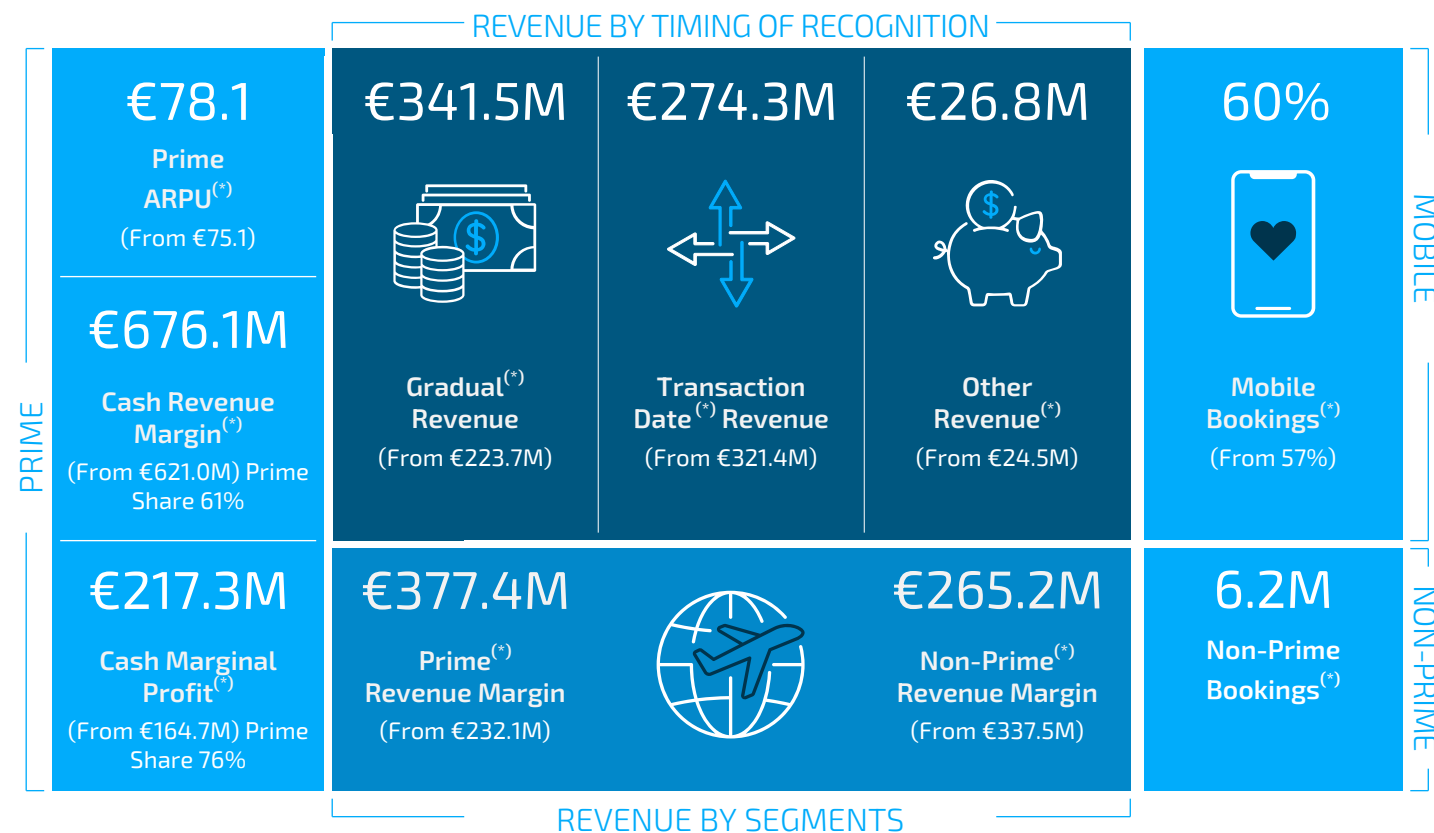 REVENUE BY TIMING OF RECOGNITION
PRIME
€78.1
Prime
ARPU(*)
(From €75.1)
€676.1M
Cash Revenue
Margin(*)
(From €621.0M) Prime
Share 61%
€217.3M
Cash Marginal
Profit(*)
(From €164.7M) Prime
Share 76%
€341.5M
$
Gradual(*)
Revenue
(From €223.7M)
€274.3M
Transaction
Date(*) Revenue
(From €321.4M)
€26.8M
$
Other
Revenue(*)
(From €24.5M)
€377.4M
Prime(*)
Revenue Margin
(From €232.1M)
€265.2M
Non-Prime(*)
Revenue Margin
(From €337.5M)
REVENUE BY SEGMENTS
60%
Mobile
Bookings(*)
(From 57%)
MOBILE
6.2M
Non-Prime
Bookings(*)
NON-PRIME